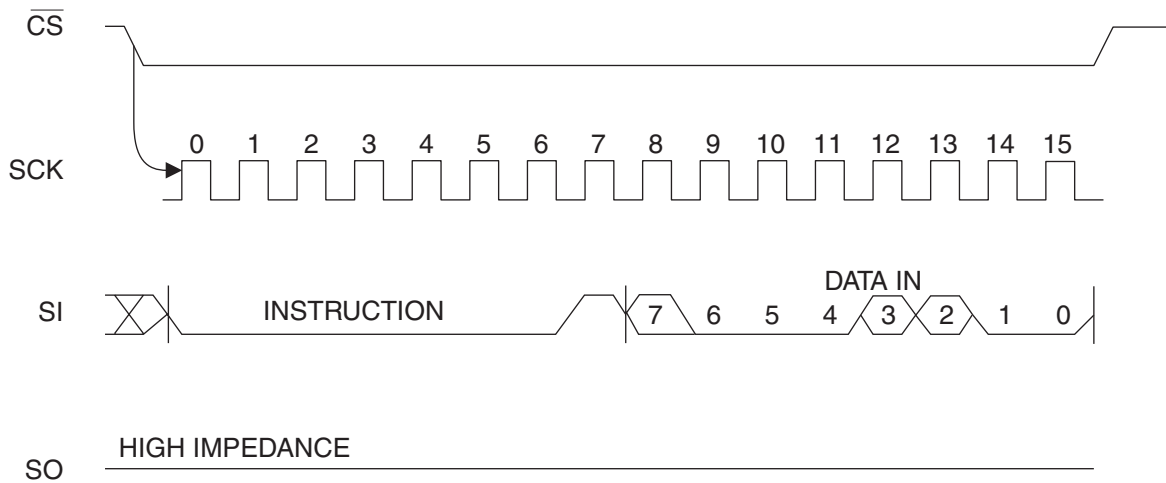 CS
0 1 2 3 4 5 6 7 8 9 10 11 12 13 14 15
SCK
DATA IN
SI INSTRUCTION 7 6 5 4 3 2 1 0
HIGH IMPEDANCE
SO